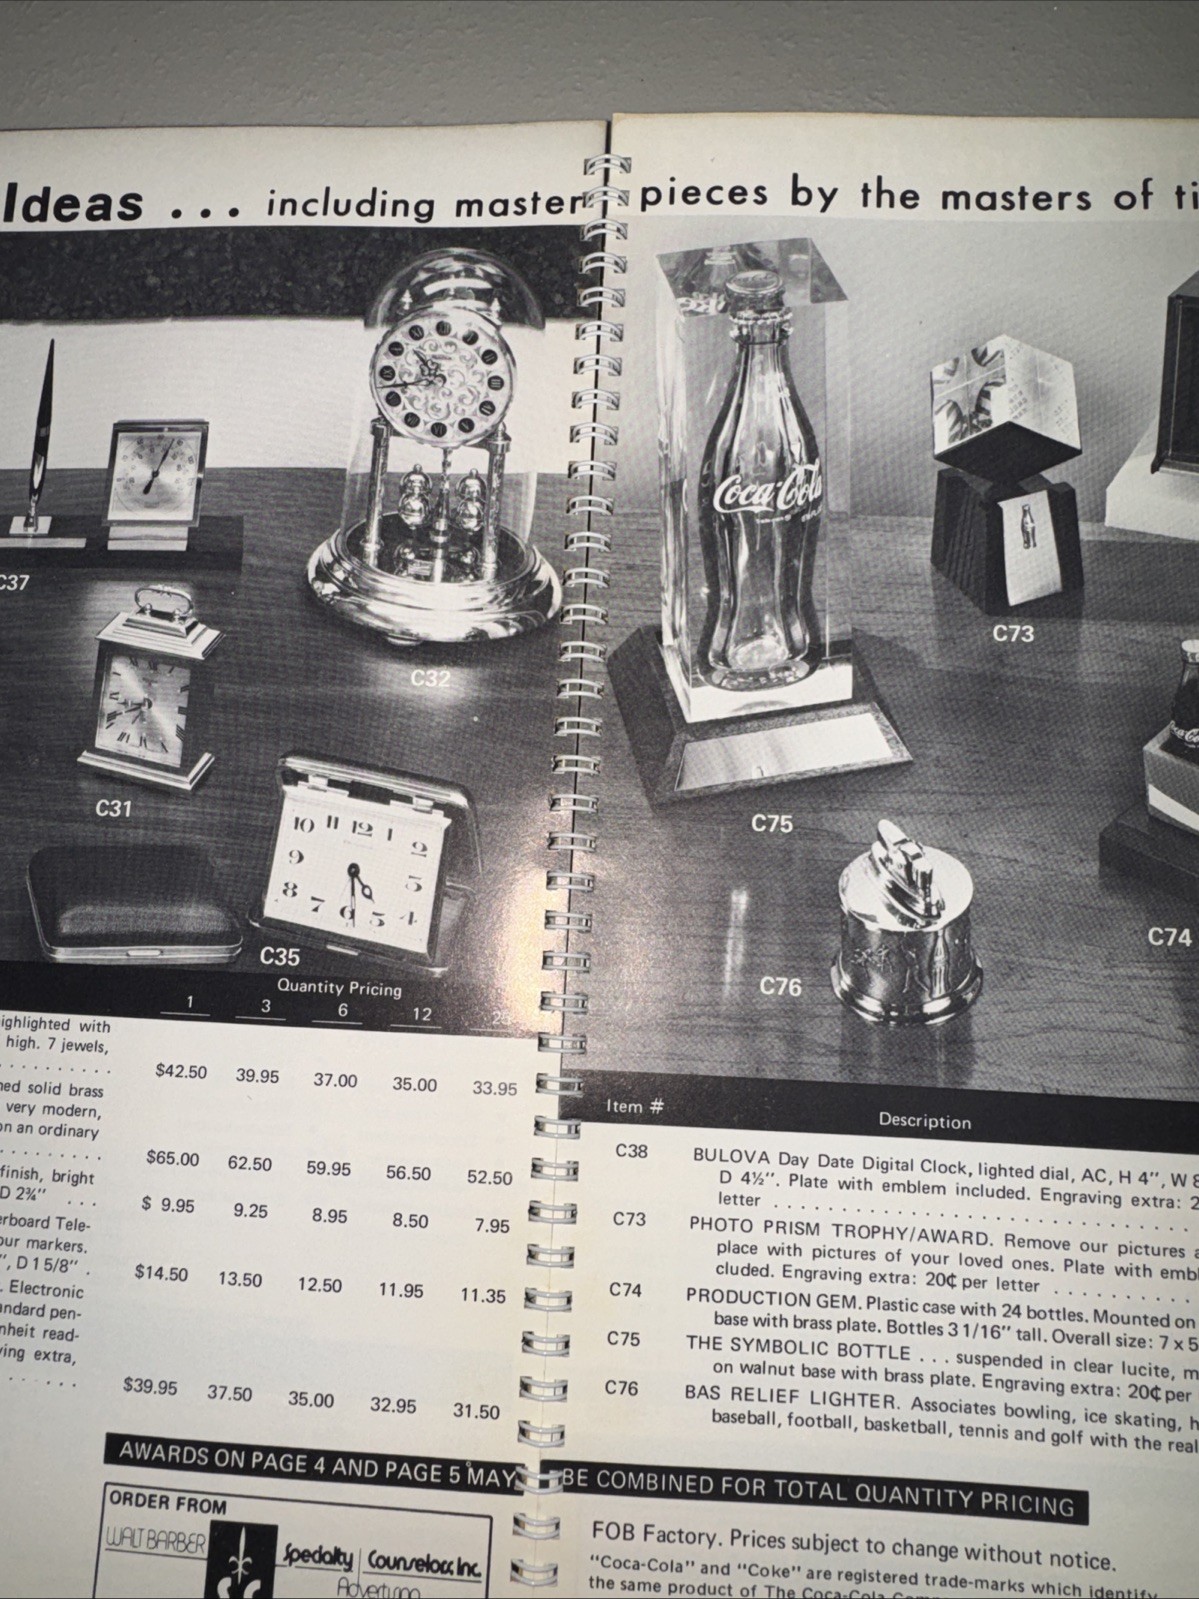 Ideas . . . including master pieces by the masters of ti
C37
C32
C31
C35
Coca-Cola
C73
C75
C74
C76
Quantity Pricing
1 3 6 12 25
ighlighted with
high. 7 jewels,
. . . . . . . . . . $42.50 39.95 37.00 35.00 33.95
ned solid brass
very modern,
on an ordinary
. . . . . . . . . $65.00 62.50 59.95 56.50 52.50
finish, bright
D 2¾" . . . $ 9.95 9.25 8.95 8.50 7.95
erboard Tele-
our markers.
", D 1 5/8" . $14.50 13.50 12.50 11.95 11.35
. Electronic
andard pen-
nheit read-
ving extra,
. . . . . . $39.95 37.50 35.00 32.95 31.50
Item # Description
C38 BULOVA Day Date Digital Clock, lighted dial, AC, H 4", W 8
D 4½". Plate with emblem included. Engraving extra: 2
letter . . . . . . . . . . . . . . . . . . . . . . . . . . . .
C73 PHOTO PRISM TROPHY/AWARD. Remove our pictures a
place with pictures of your loved ones. Plate with embl
cluded. Engraving extra: 20¢ per letter . . . . . . . . . .
C74 PRODUCTION GEM. Plastic case with 24 bottles. Mounted on
base with brass plate. Bottles 3 1/16" tall. Overall size: 7 x 5
C75 THE SYMBOLIC BOTTLE . . . suspended in clear lucite, m
on walnut base with brass plate. Engraving extra: 20¢ per
C76 BAS RELIEF LIGHTER. Associates bowling, ice skating, h
baseball, football, basketball, tennis and golf with the real
AWARDS ON PAGE 4 AND PAGE 5 MAY BE COMBINED FOR TOTAL QUANTITY PRICING
ORDER FROM
WALT BARBER
Specialty Counselors, Inc.
Advertising
FOB Factory. Prices subject to change without notice.
"Coca-Cola" and "Coke" are registered trade-marks which identify
the same product of The Coca-Cola